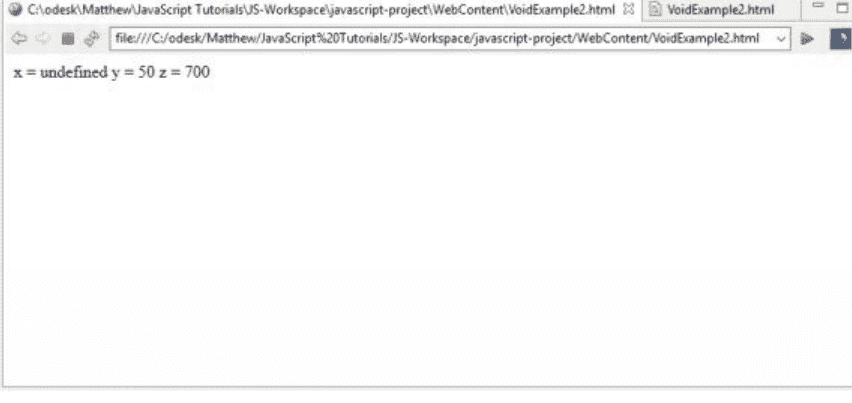 C:\odesk\Matthew\JavaScript Tutorials\JS-Workspace\javascript-project\WebContent\VoidExample2.html VoidExample2.html
file:///C:/odesk/Matthew/JavaScript%20Tutorials/JS-Workspace/javascript-project/WebContent/VoidExample2.html
x = undefined y = 50 z = 700